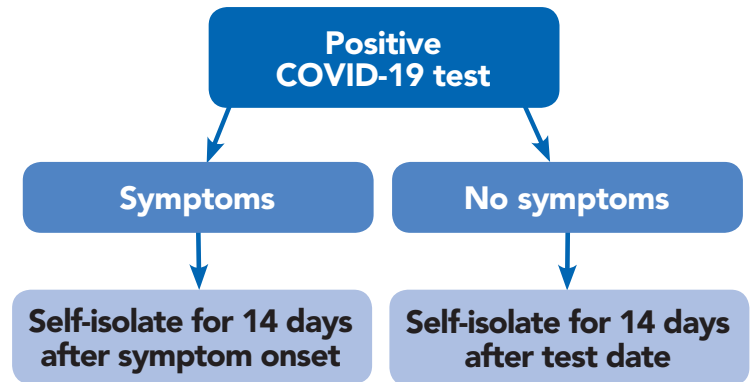 Positive
COVID-19 test
Symptoms
No symptoms
Self-isolate for 14 days
after symptom onset
Self-isolate for 14 days
after test date